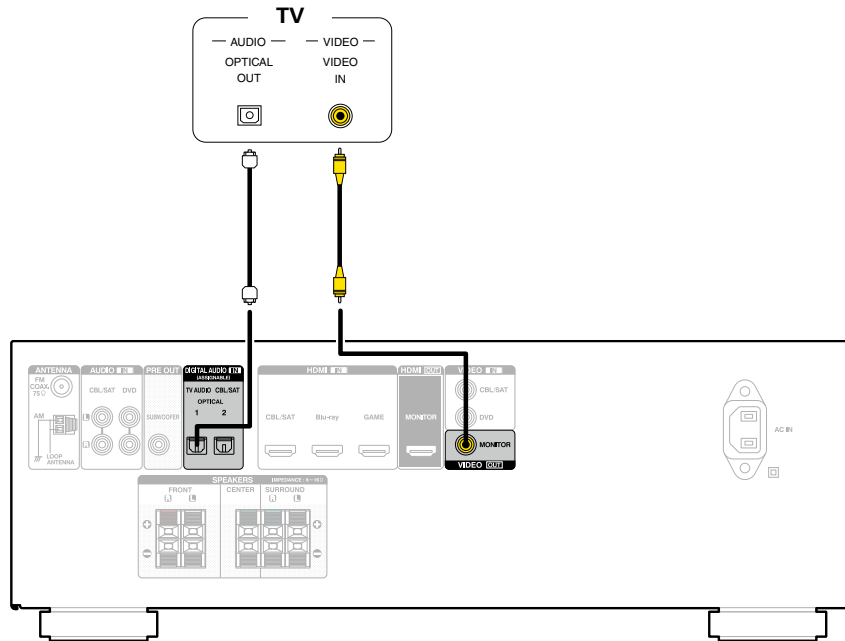 TV
AUDIO VIDEO
OPTICAL VIDEO
OUT IN
ANTENNA AUDIO IN PRE OUT DIGITAL AUDIO IN HDMI IN HDMI OUT VIDEO IN
(ASSIGNABLE)
FM
COAX.
75Ω
CBL/SAT DVD
TV AUDIO CBL/SAT
OPTICAL
1 2
AM
L
R
LOOP
ANTENNA
SUBWOOFER
CBL/SAT Blu-ray GAME MONITOR
CBL/SAT
DVD
MONITOR
VIDEO OUT
AC IN
SPEAKERS IMPEDANCE : 8~16Ω
FRONT CENTER SURROUND
R L R L